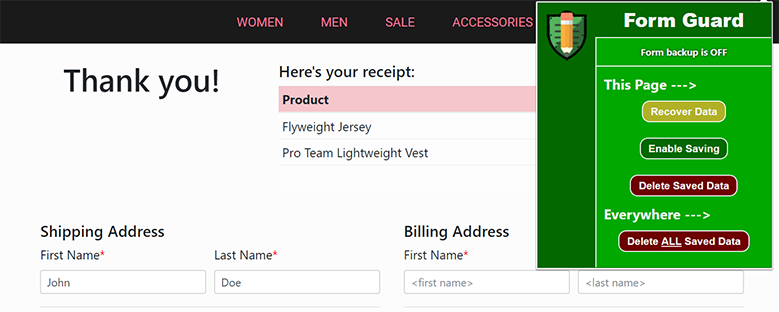 WOMEN MEN SALE ACCESSORIES
Thank you!
Here's your receipt:
Product
Flyweight Jersey
Pro Team Lightweight Vest
Shipping Address
First Name* Last Name*
John Doe
Billing Address
First Name*
<first name> <last name>
Form Guard
Form backup is OFF
This Page --->
Recover Data
Enable Saving
Delete Saved Data
Everywhere --->
Delete ALL Saved Data